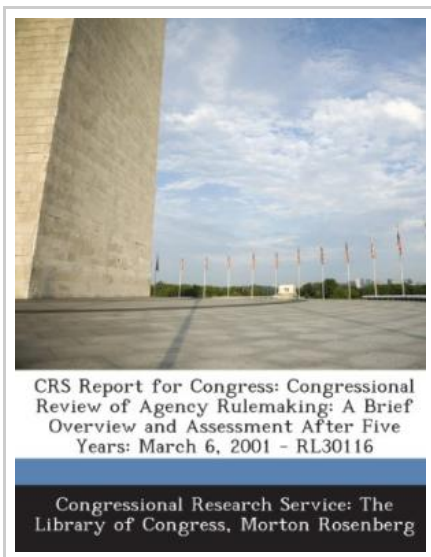 CRS Report for Congress: Congressional
Review of Agency Rulemaking: A Brief
Overview and Assessment After Five
Years: March 6, 2001 - RL30116
Congressional Research Service: The
Library of Congress, Morton Rosenberg